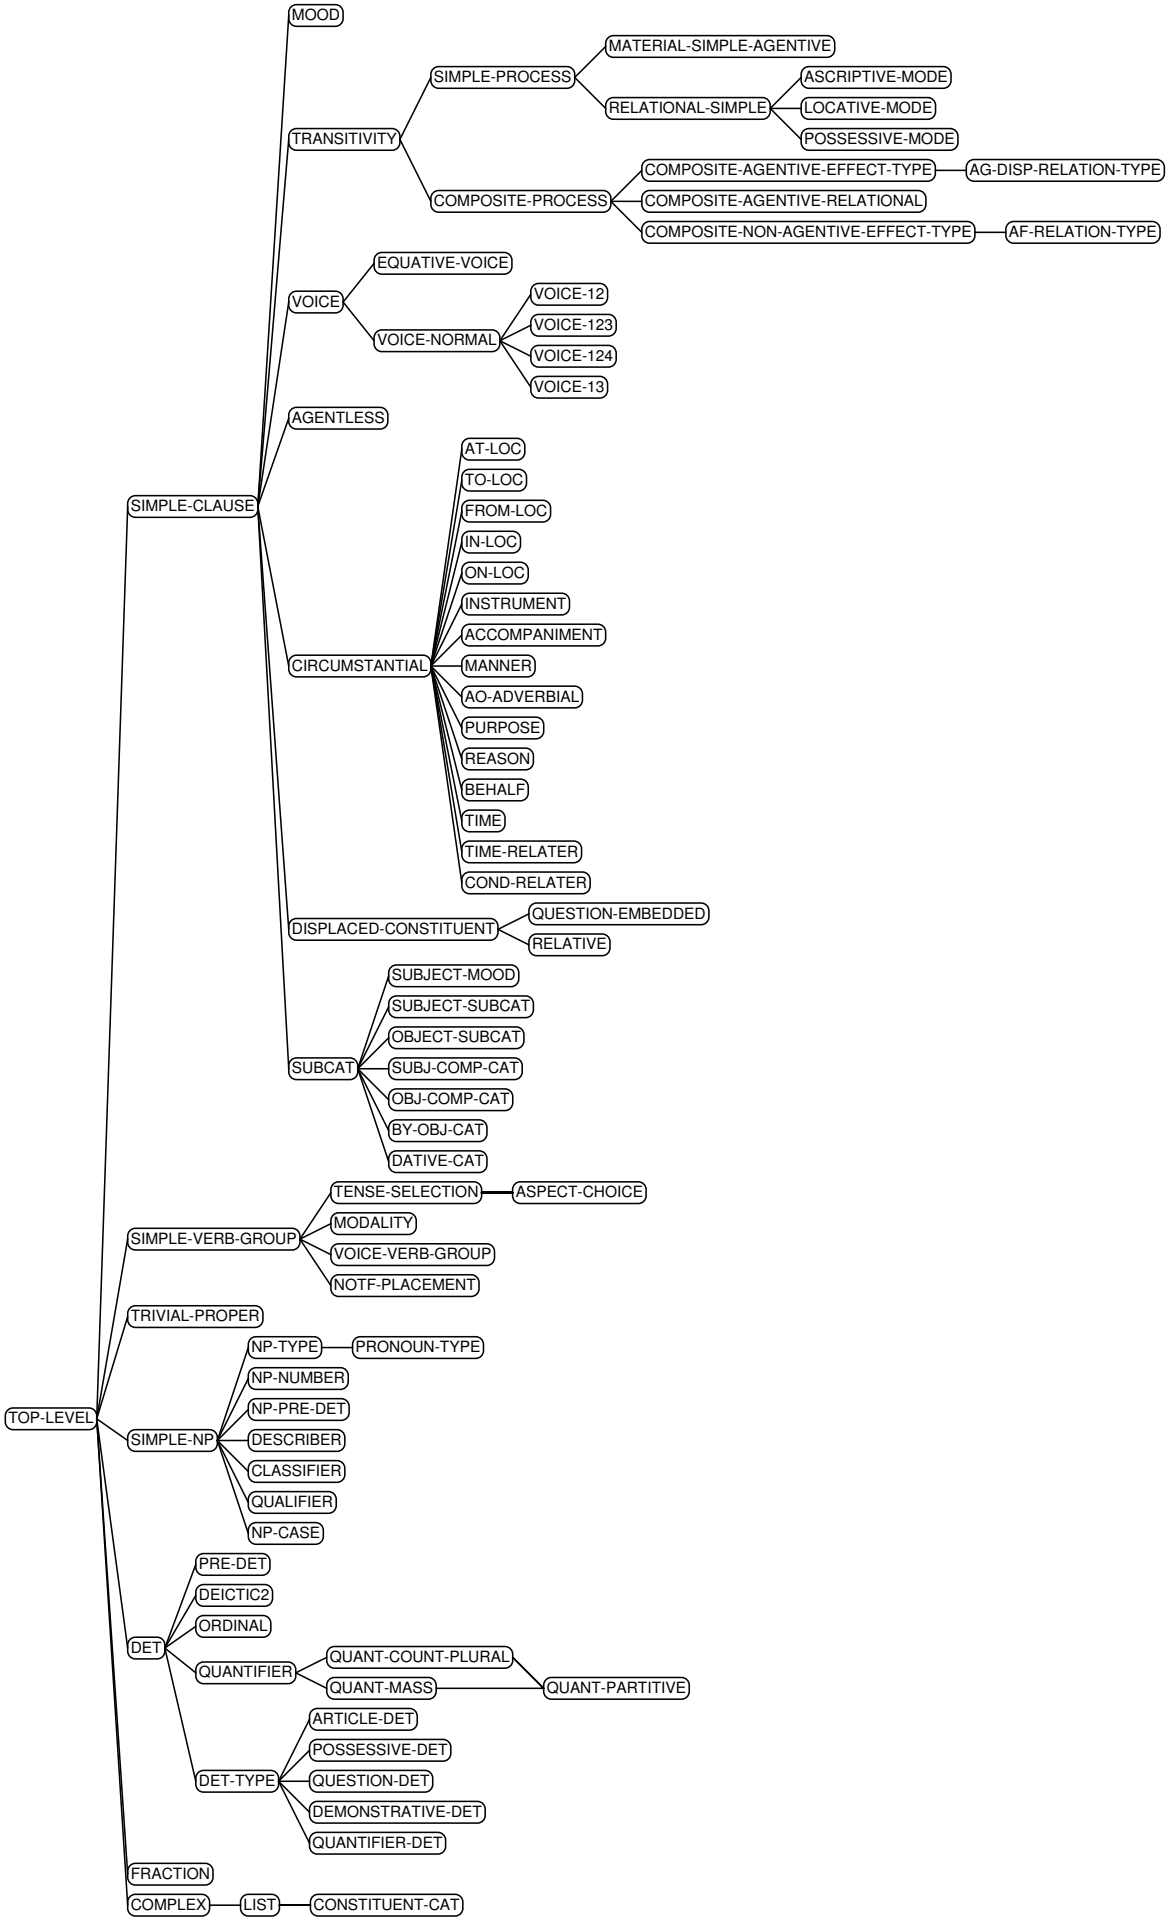 MOOD
MATERIAL-SIMPLE-AGENTIVE
SIMPLE-PROCESS
ASCRIPTIVE-MODE
RELATIONAL-SIMPLE
LOCATIVE-MODE
TRANSITIVITY
POSSESSIVE-MODE
COMPOSITE-AGENTIVE-EFFECT-TYPE
AG-DISP-RELATION-TYPE
COMPOSITE-PROCESS
COMPOSITE-AGENTIVE-RELATIONAL
COMPOSITE-NON-AGENTIVE-EFFECT-TYPE
AF-RELATION-TYPE
EQUATIVE-VOICE
VOICE
VOICE-12
VOICE-123
VOICE-NORMAL
VOICE-124
VOICE-13
AGENTLESS
AT-LOC
TO-LOC
SIMPLE-CLAUSE
FROM-LOC
IN-LOC
ON-LOC
INSTRUMENT
ACCOMPANIMENT
CIRCUMSTANTIAL
MANNER
AO-ADVERBIAL
PURPOSE
REASON
BEHALF
TIME
TIME-RELATER
COND-RELATER
QUESTION-EMBEDDED
DISPLACED-CONSTITUENT
RELATIVE
SUBJECT-MOOD
SUBJECT-SUBCAT
OBJECT-SUBCAT
SUBCAT
SUBJ-COMP-CAT
OBJ-COMP-CAT
BY-OBJ-CAT
DATIVE-CAT
TENSE-SELECTION
ASPECT-CHOICE
MODALITY
SIMPLE-VERB-GROUP
VOICE-VERB-GROUP
NOTF-PLACEMENT
TRIVIAL-PROPER
NP-TYPE
PRONOUN-TYPE
NP-NUMBER
NP-PRE-DET
TOP-LEVEL
SIMPLE-NP
DESCRIBER
CLASSIFIER
QUALIFIER
NP-CASE
PRE-DET
DEICTIC2
ORDINAL
DET
QUANT-COUNT-PLURAL
QUANTIFIER
QUANT-MASS
QUANT-PARTITIVE
ARTICLE-DET
POSSESSIVE-DET
DET-TYPE
QUESTION-DET
DEMONSTRATIVE-DET
QUANTIFIER-DET
FRACTION
COMPLEX
LIST
CONSTITUENT-CAT